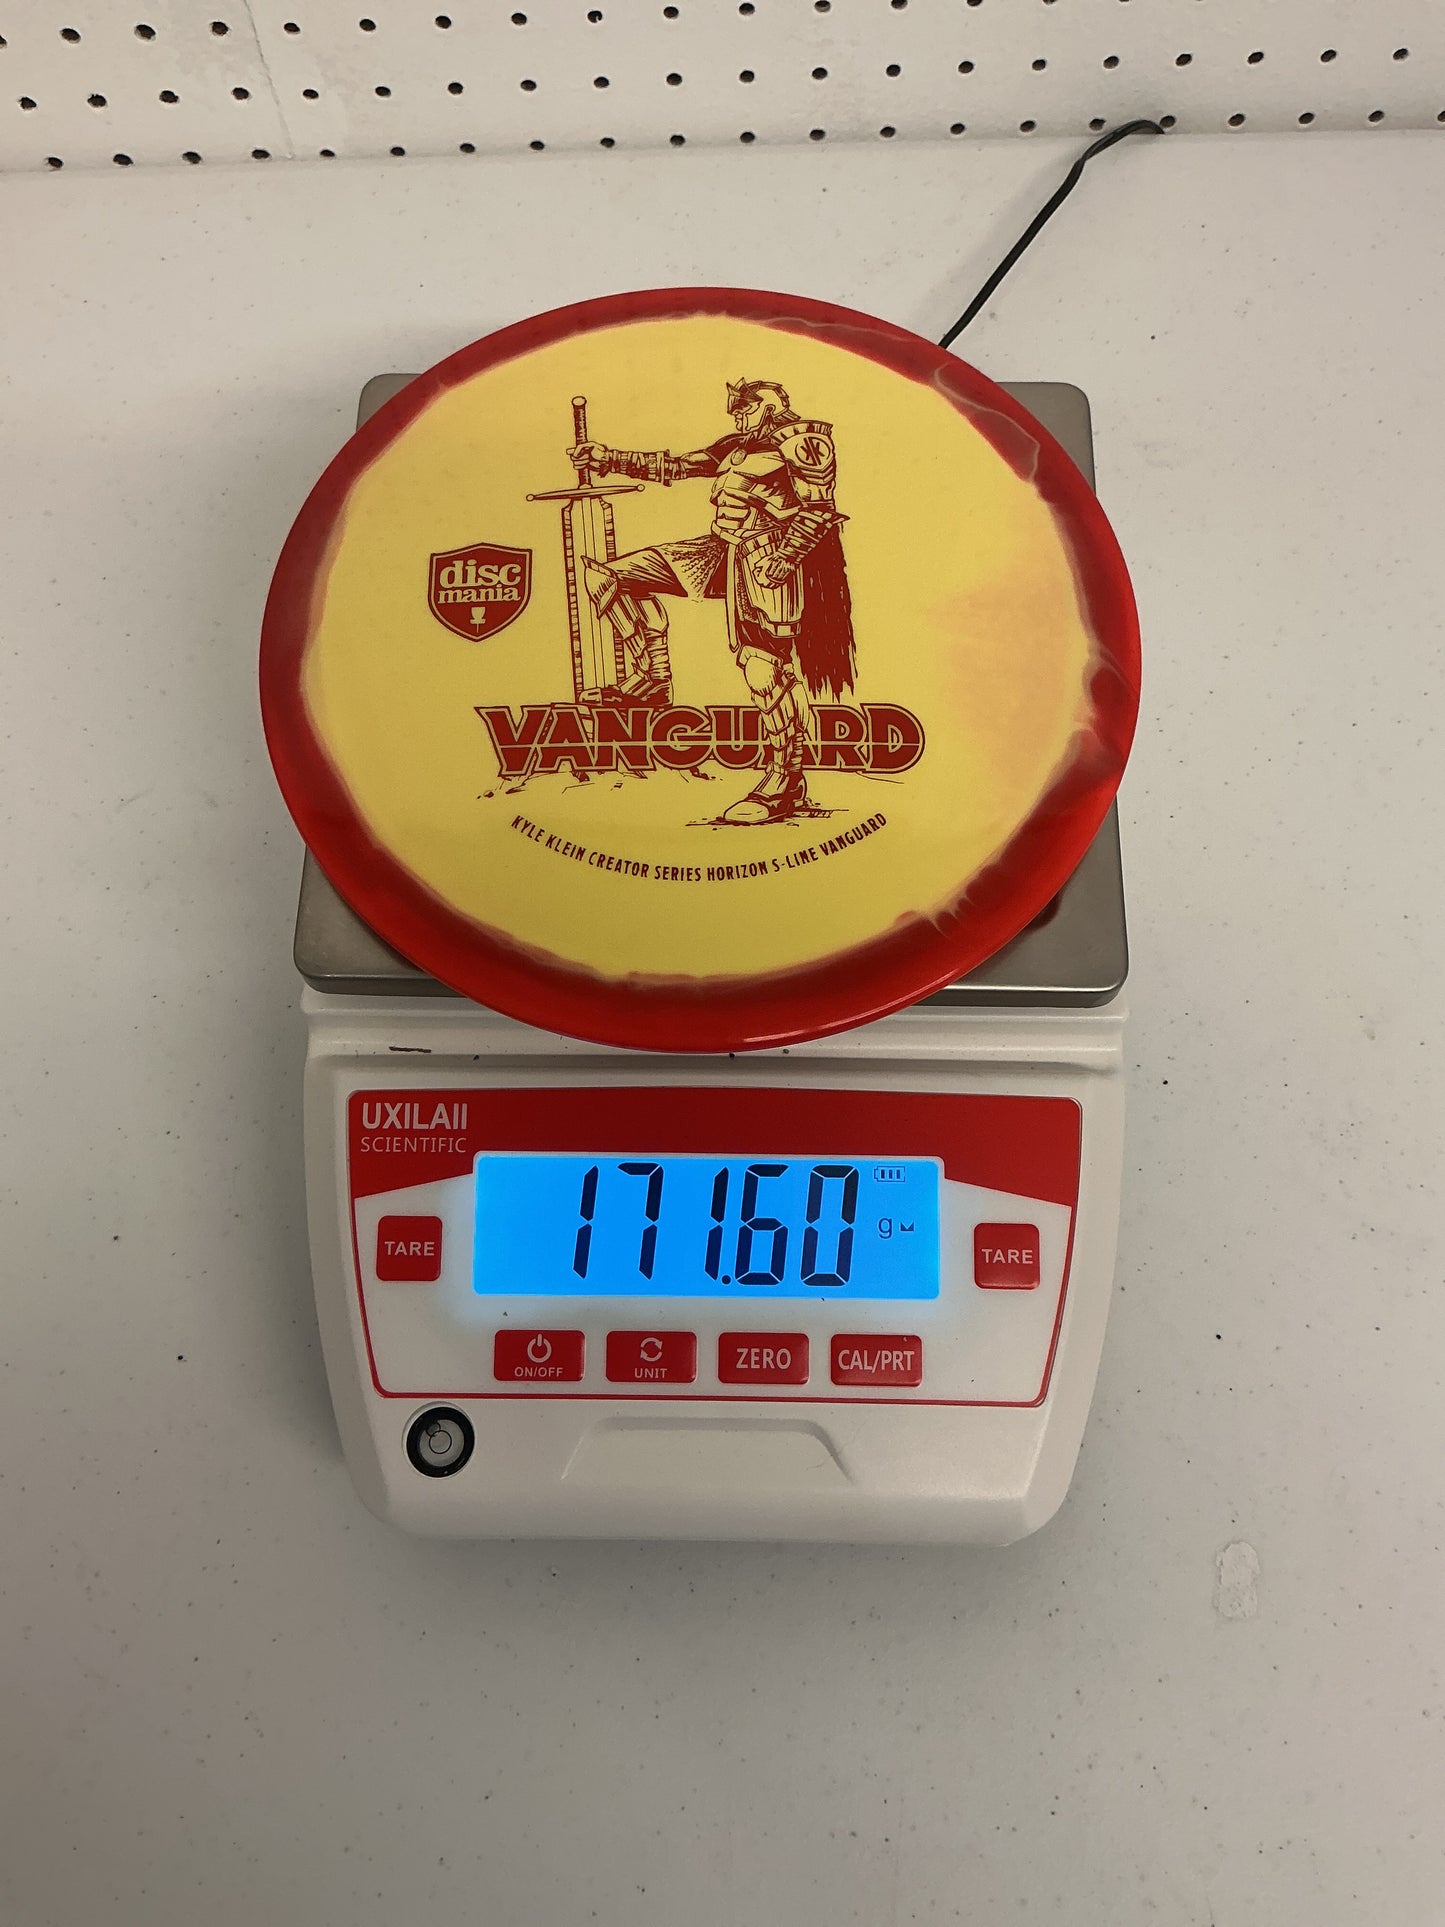 disc
mania
VANGUARD
KYLE KLEIN CREATOR SERIES HORIZON S-LINE VANGUARD
UXILAII
SCIENTIFIC
171.60 g
TARE
TARE
ON/OFF
UNIT
ZERO
CAL/PRT